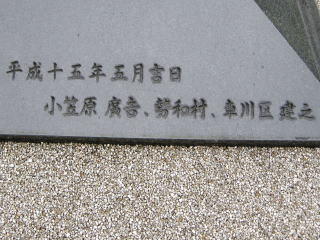 平成十五年五月吉日
小笠原 廣吿、勢和村、車川区 建之